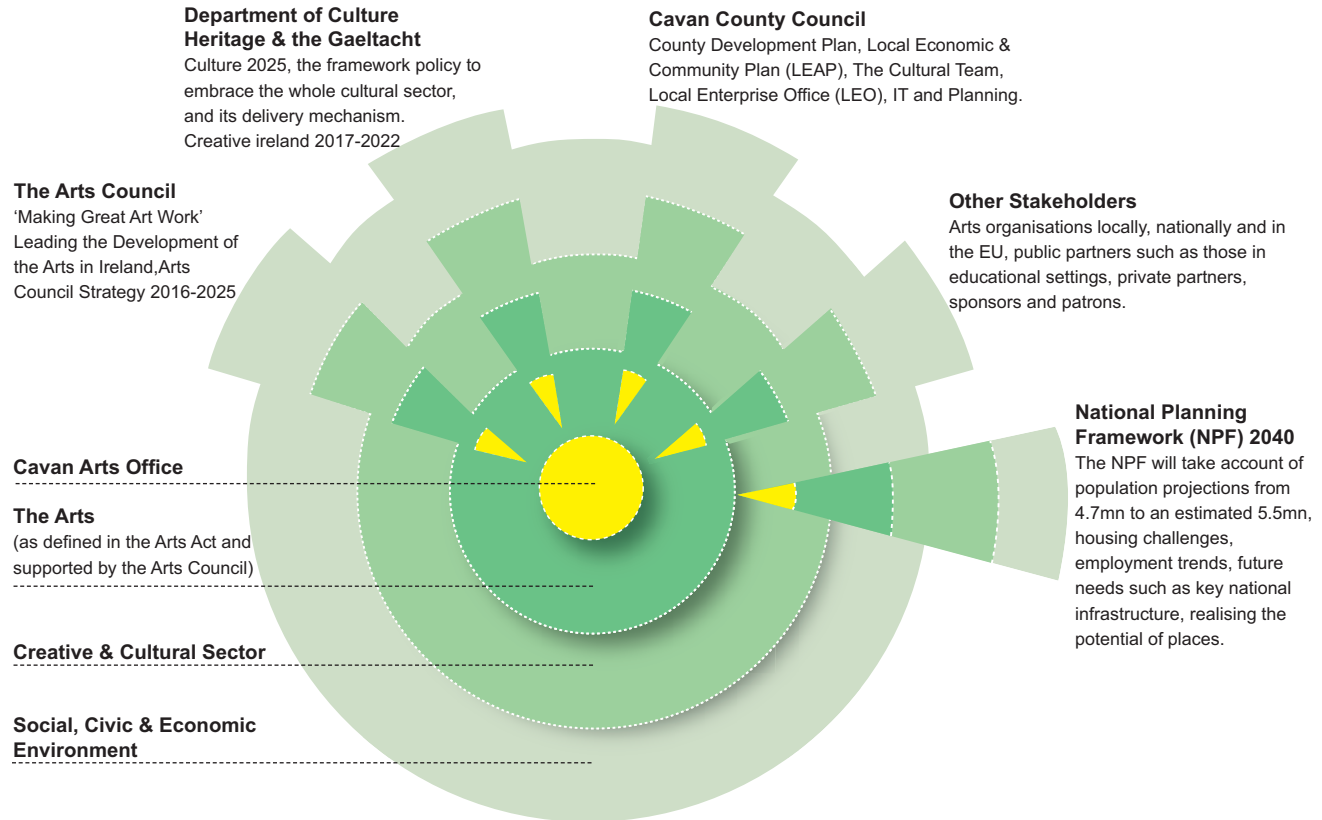 Department of Culture
Heritage & the Gaeltacht
Culture 2025, the framework policy to
embrace the whole cultural sector,
and its delivery mechanism.
Creative ireland 2017-2022
Cavan County Council
County Development Plan, Local Economic &
Community Plan (LEAP), The Cultural Team,
Local Enterprise Office (LEO), IT and Planning.
The Arts Council
‘Making Great Art Work’
Leading the Development of
the Arts in Ireland,Arts
Council Strategy 2016-2025
Other Stakeholders
Arts organisations locally, nationally and in
the EU, public partners such as those in
educational settings, private partners,
sponsors and patrons.
National Planning
Framework (NPF) 2040
The NPF will take account of
population projections from
4.7mn to an estimated 5.5mn,
housing challenges,
employment trends, future
needs such as key national
infrastructure, realising the
potential of places.
Cavan Arts Office
The Arts
(as defined in the Arts Act and
supported by the Arts Council)
Creative & Cultural Sector
Social, Civic & Economic
Environment